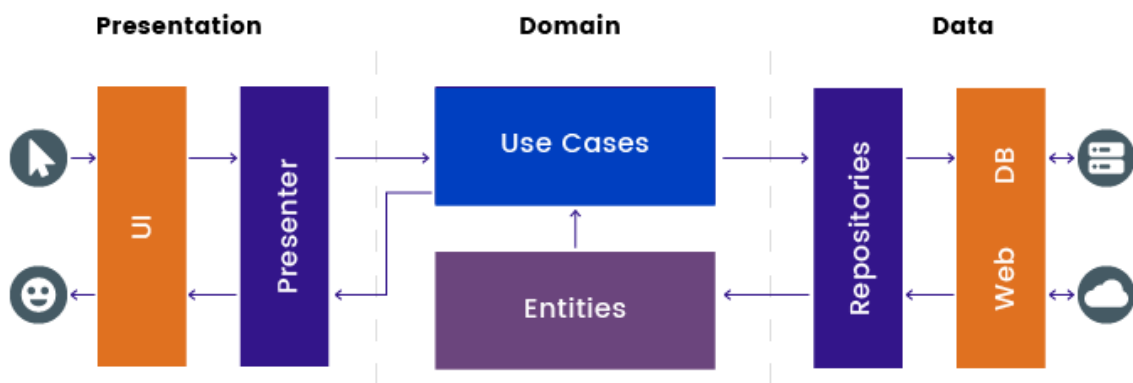 Presentation
Domain
Data
UI
Presenter
Use Cases
Entities
Repositories
DB
Web